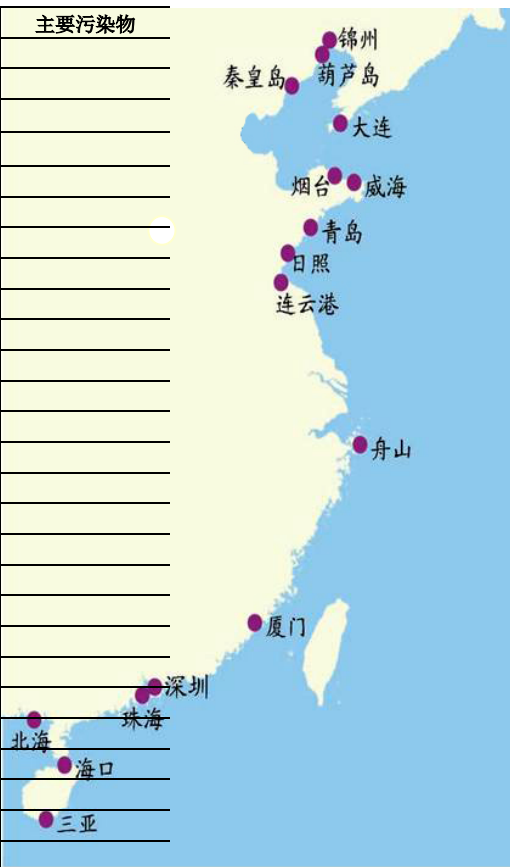 主要污染物
锦州
葫芦岛
秦皇岛
大连
烟台
威海
青岛
日照
连云港
舟山
厦门
深圳
珠海
北海
海口
三亚